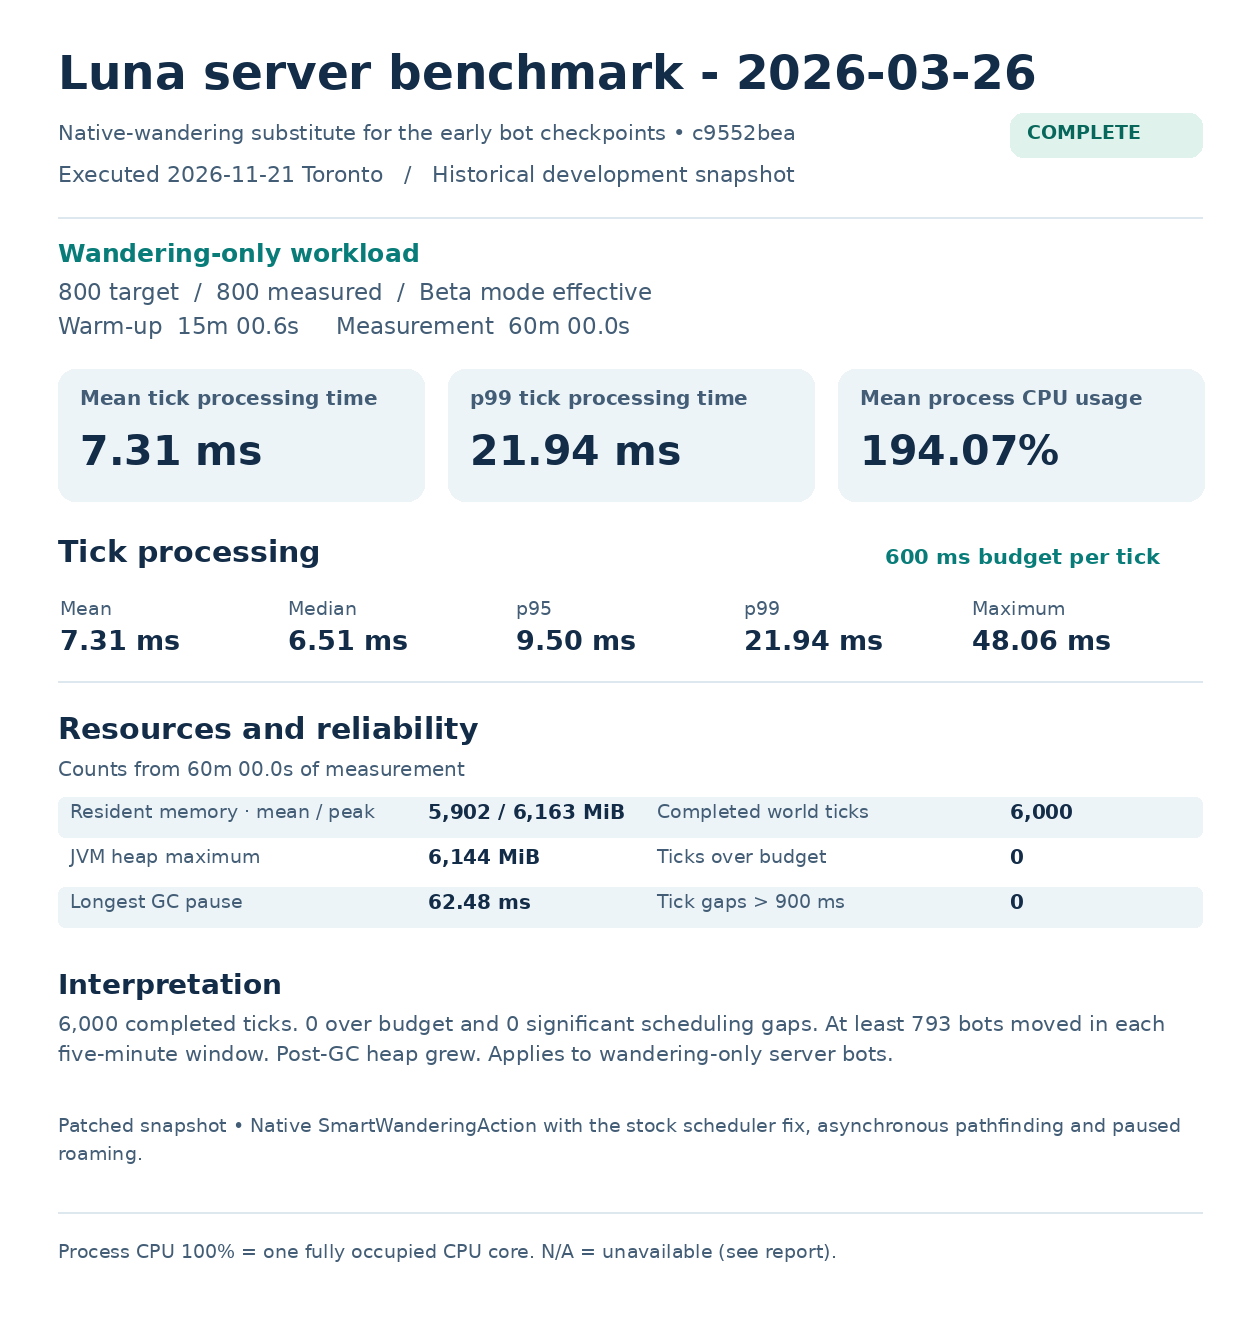 Luna server benchmark - 2026-03-26
Native-wandering substitute for the early bot checkpoints • c9552bea
COMPLETE
Executed 2026-11-21 Toronto / Historical development snapshot
Wandering-only workload
800 target / 800 measured / Beta mode effective
Warm-up 15m 00.6s Measurement 60m 00.0s
Mean tick processing time
7.31 ms
p99 tick processing time
21.94 ms
Mean process CPU usage
194.07%
Tick processing
600 ms budget per tick
Mean Median p95 p99 Maximum
7.31 ms 6.51 ms 9.50 ms 21.94 ms 48.06 ms
Resources and reliability
Counts from 60m 00.0s of measurement
Resident memory · mean / peak 5,902 / 6,163 MiB Completed world ticks 6,000
JVM heap maximum 6,144 MiB Ticks over budget 0
Longest GC pause 62.48 ms Tick gaps > 900 ms 0
Interpretation
6,000 completed ticks. 0 over budget and 0 significant scheduling gaps. At least 793 bots moved in each
five-minute window. Post-GC heap grew. Applies to wandering-only server bots.
Patched snapshot • Native SmartWanderingAction with the stock scheduler fix, asynchronous pathfinding and paused
roaming.
Process CPU 100% = one fully occupied CPU core. N/A = unavailable (see report).